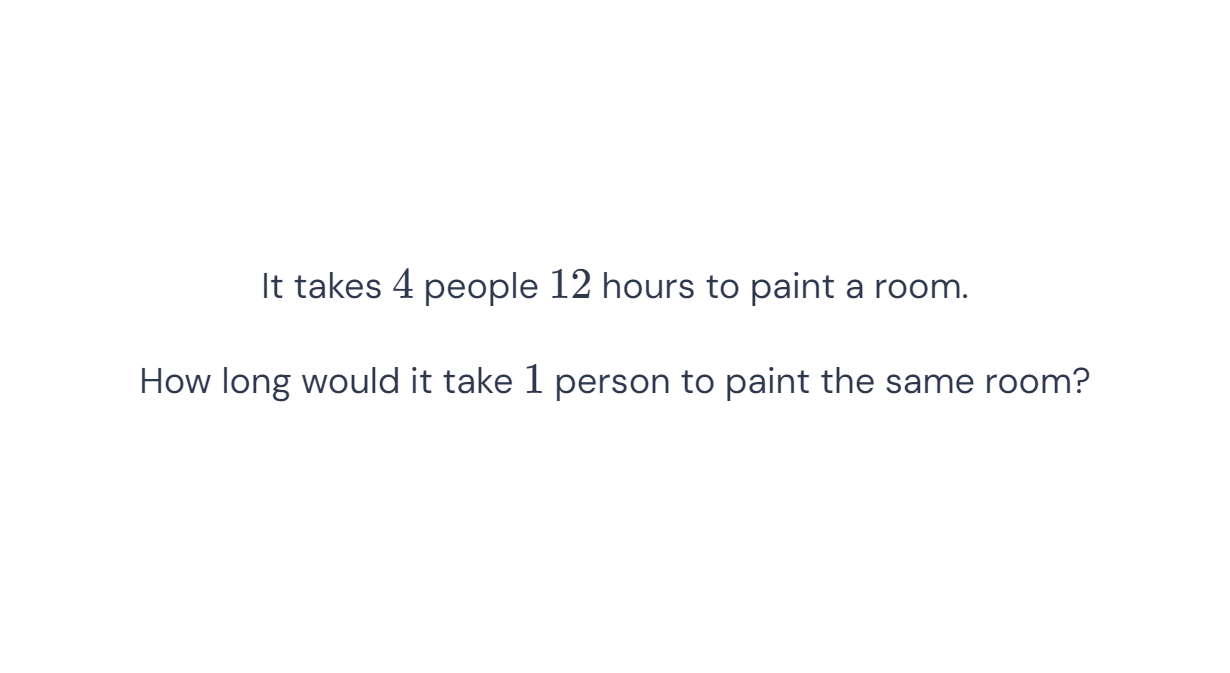 It takes 4 people 12 hours to paint a room.
How long would it take 1 person to paint the same room?